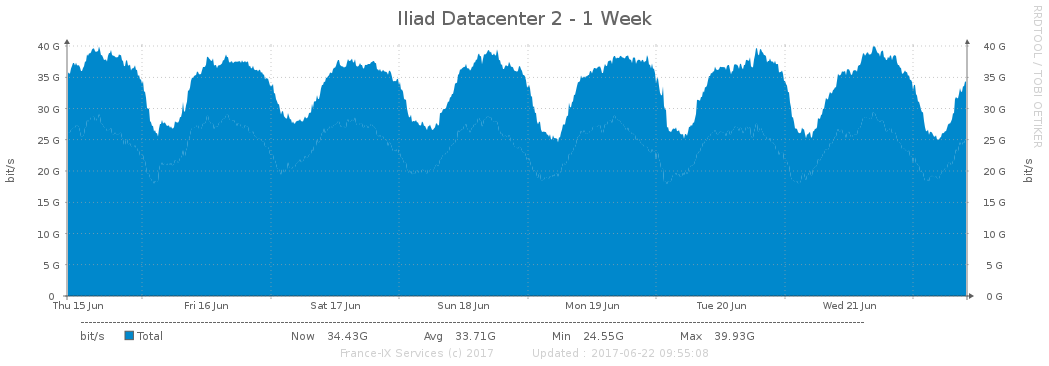 Iliad Datacenter 2 - 1 Week
RRDTOOL / TOBI OETIKER
bit/s
bit/s
40 G 40 G
35 G 35 G
30 G 30 G
25 G 25 G
20 G 20 G
15 G 15 G
10 G 10 G
5 G 5 G
0 0 G
Thu 15 Jun Fri 16 Jun Sat 17 Jun Sun 18 Jun Mon 19 Jun Tue 20 Jun Wed 21 Jun
bit/s Total Now 34.43G Avg 33.71G Min 24.55G Max 39.93G
France-IX Services (c) 2017 Updated : 2017-06-22 09:55:08